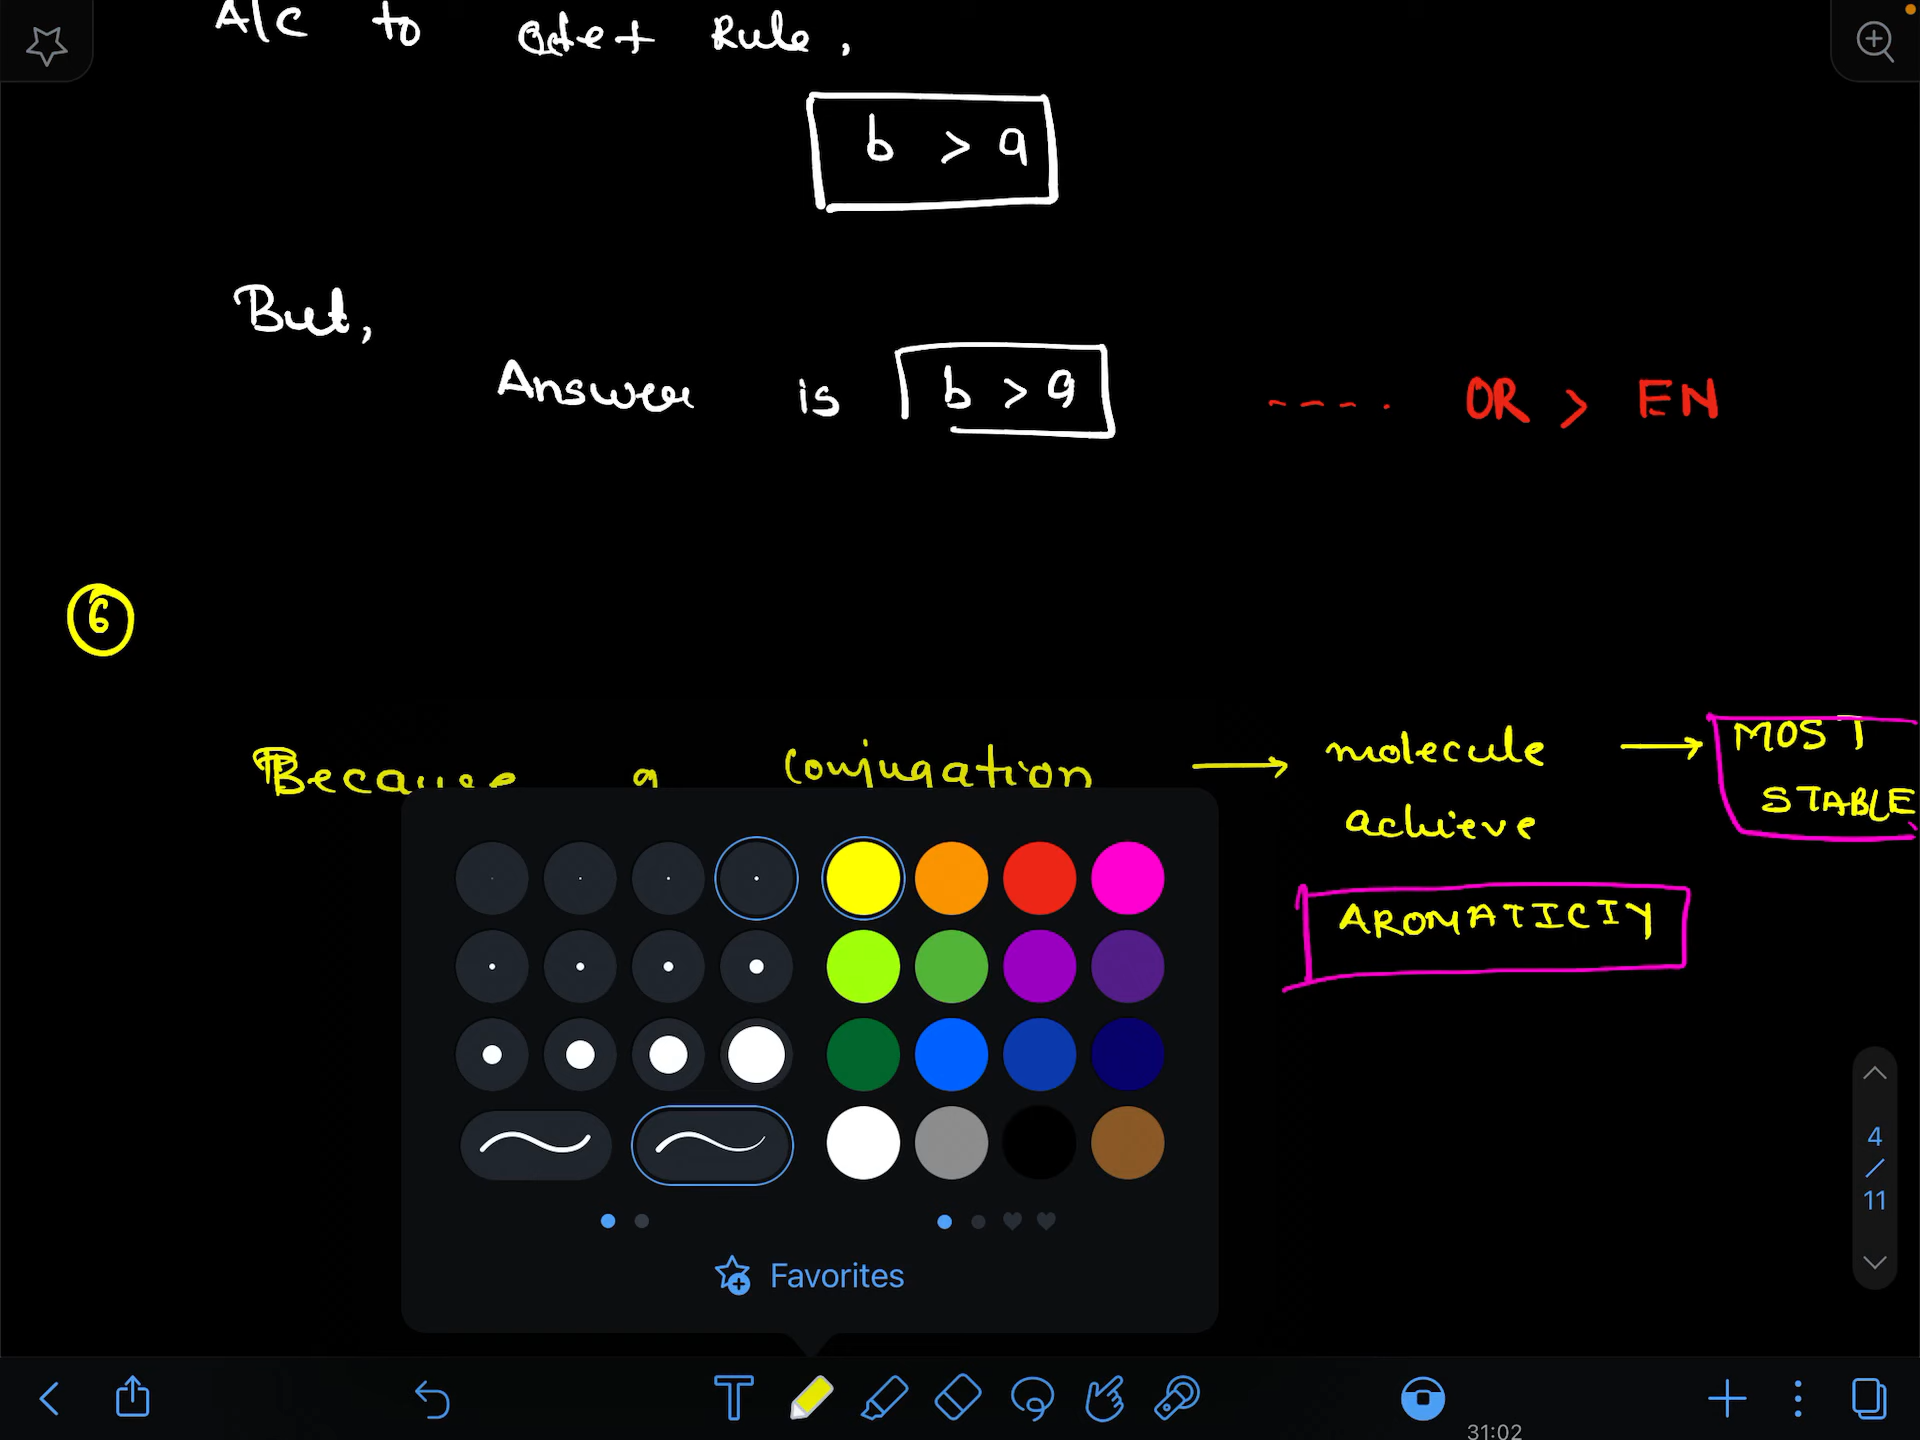 A/C to Octet Rule,
b > a
But,
Answer is b > a ---- . OR > EN
6
Because a conjugation → molecule → MOST
achieve STABLE
AROMATICIY
4
/
11
Favorites
T
31:02